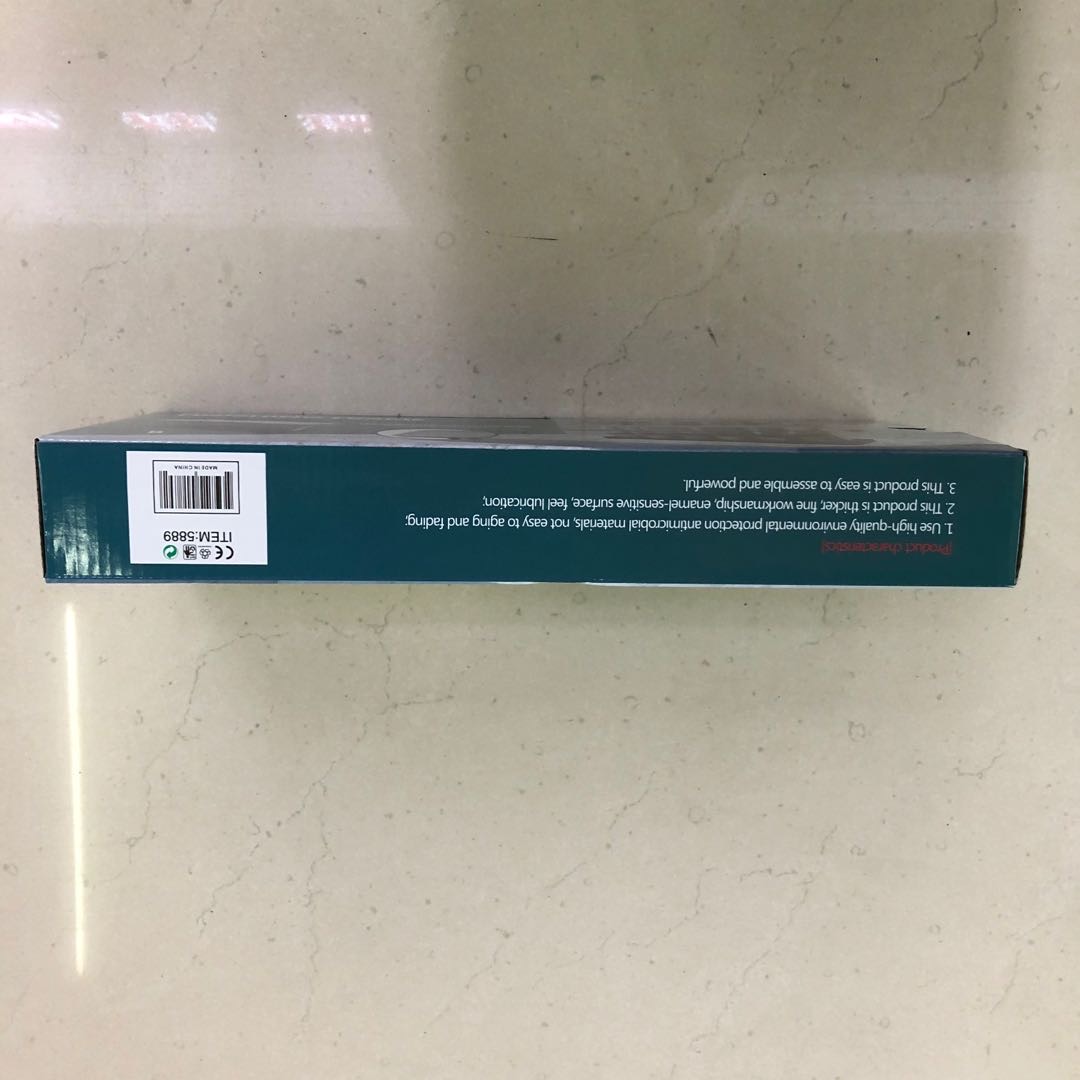 [Product characteristics]
1. Use high-quality environmental protection antimicrobial materials, not easy to aging and fading;
2. This product is thicker, fine workmanship, enamel-sensitive surface, feel lubrication;
3. This product is easy to assemble and powerful.
CE
ITEM:5889
MADE IN CHINA